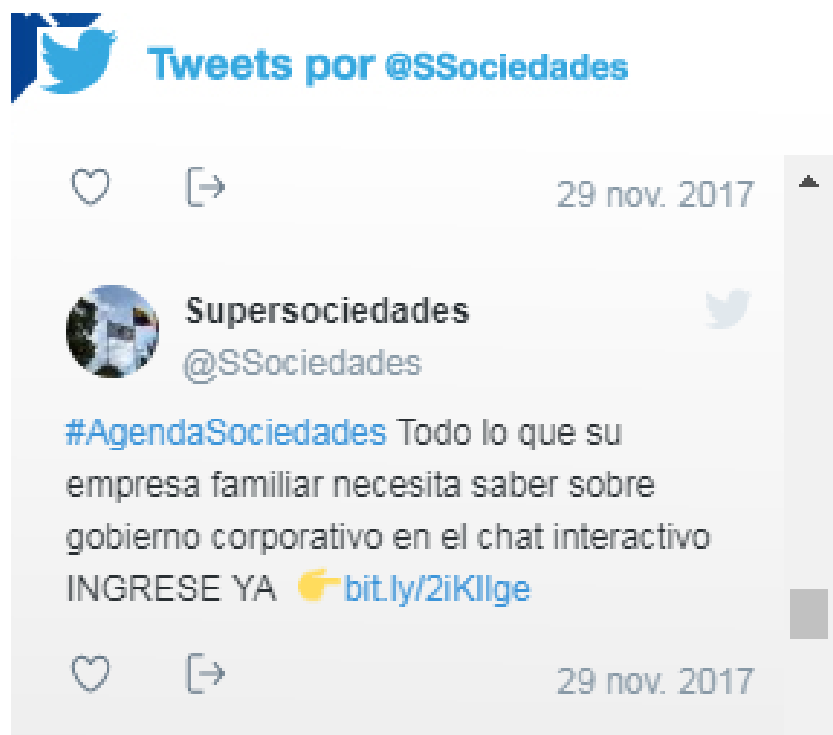 Tweets por @SSociedades
29 nov. 2017
Supersociedades
@SSociedades
#AgendaSociedades Todo lo que su
empresa familiar necesita saber sobre
gobierno corporativo en el chat interactivo
INGRESE YA 👉bit.ly/2iKIlge
29 nov. 2017